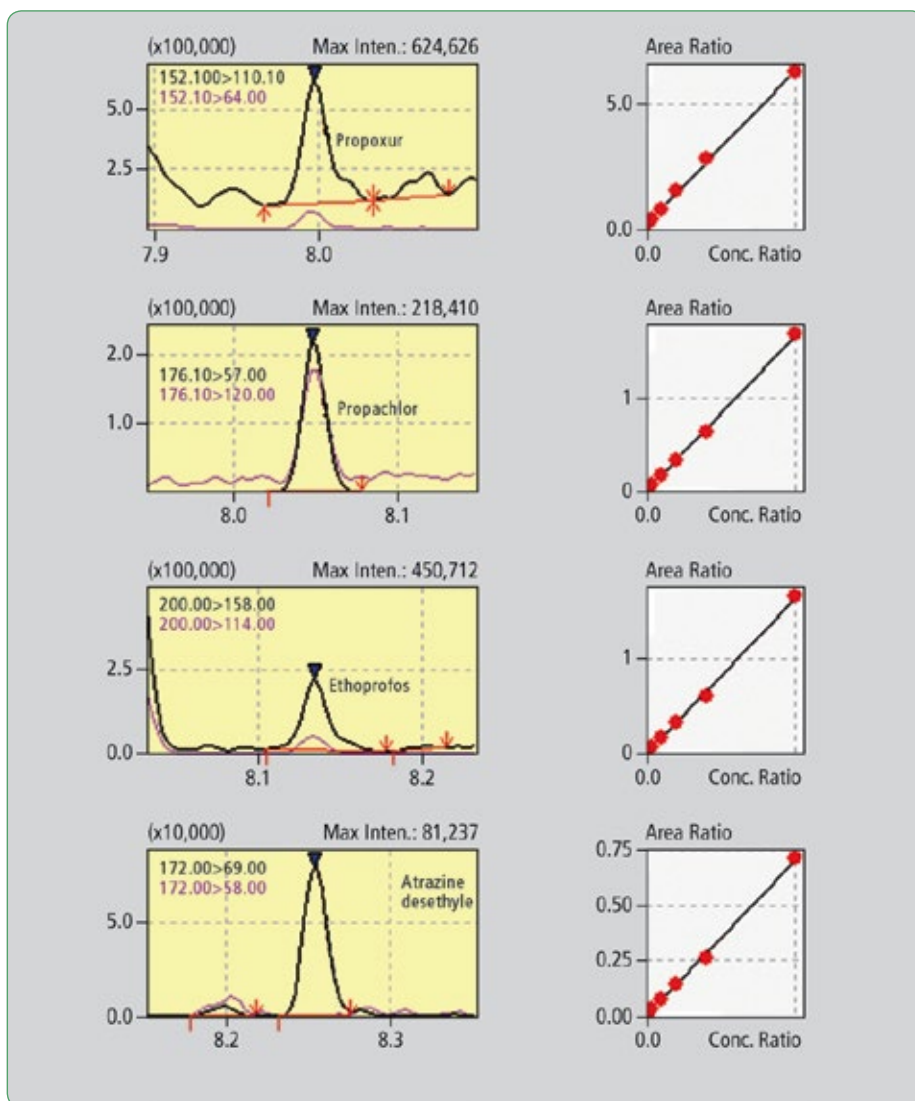 (x100,000) Max Inten.: 624,626
152.100>110.10
152.10>64.00
Propoxur
5.0
2.5
7.9 8.0
Area Ratio
5.0
0.0
0.0 Conc. Ratio
(x100,000) Max Inten.: 218,410
176.10>57.00
176.10>120.00
Propachlor
2.0
1.0
8.0 8.1
Area Ratio
1
0
0.0 Conc. Ratio
(x100,000) Max Inten.: 450,712
200.00>158.00
200.00>114.00
Ethoprofos
2.5
0.0
8.1 8.2
Area Ratio
1
0
0.0 Conc. Ratio
(x10,000) Max Inten.: 81,237
172.00>69.00
172.00>58.00
Atrazine
desethyle
5.0
0.0
8.2 8.3
Area Ratio
0.75
0.50
0.25
0.00
0.0 Conc. Ratio